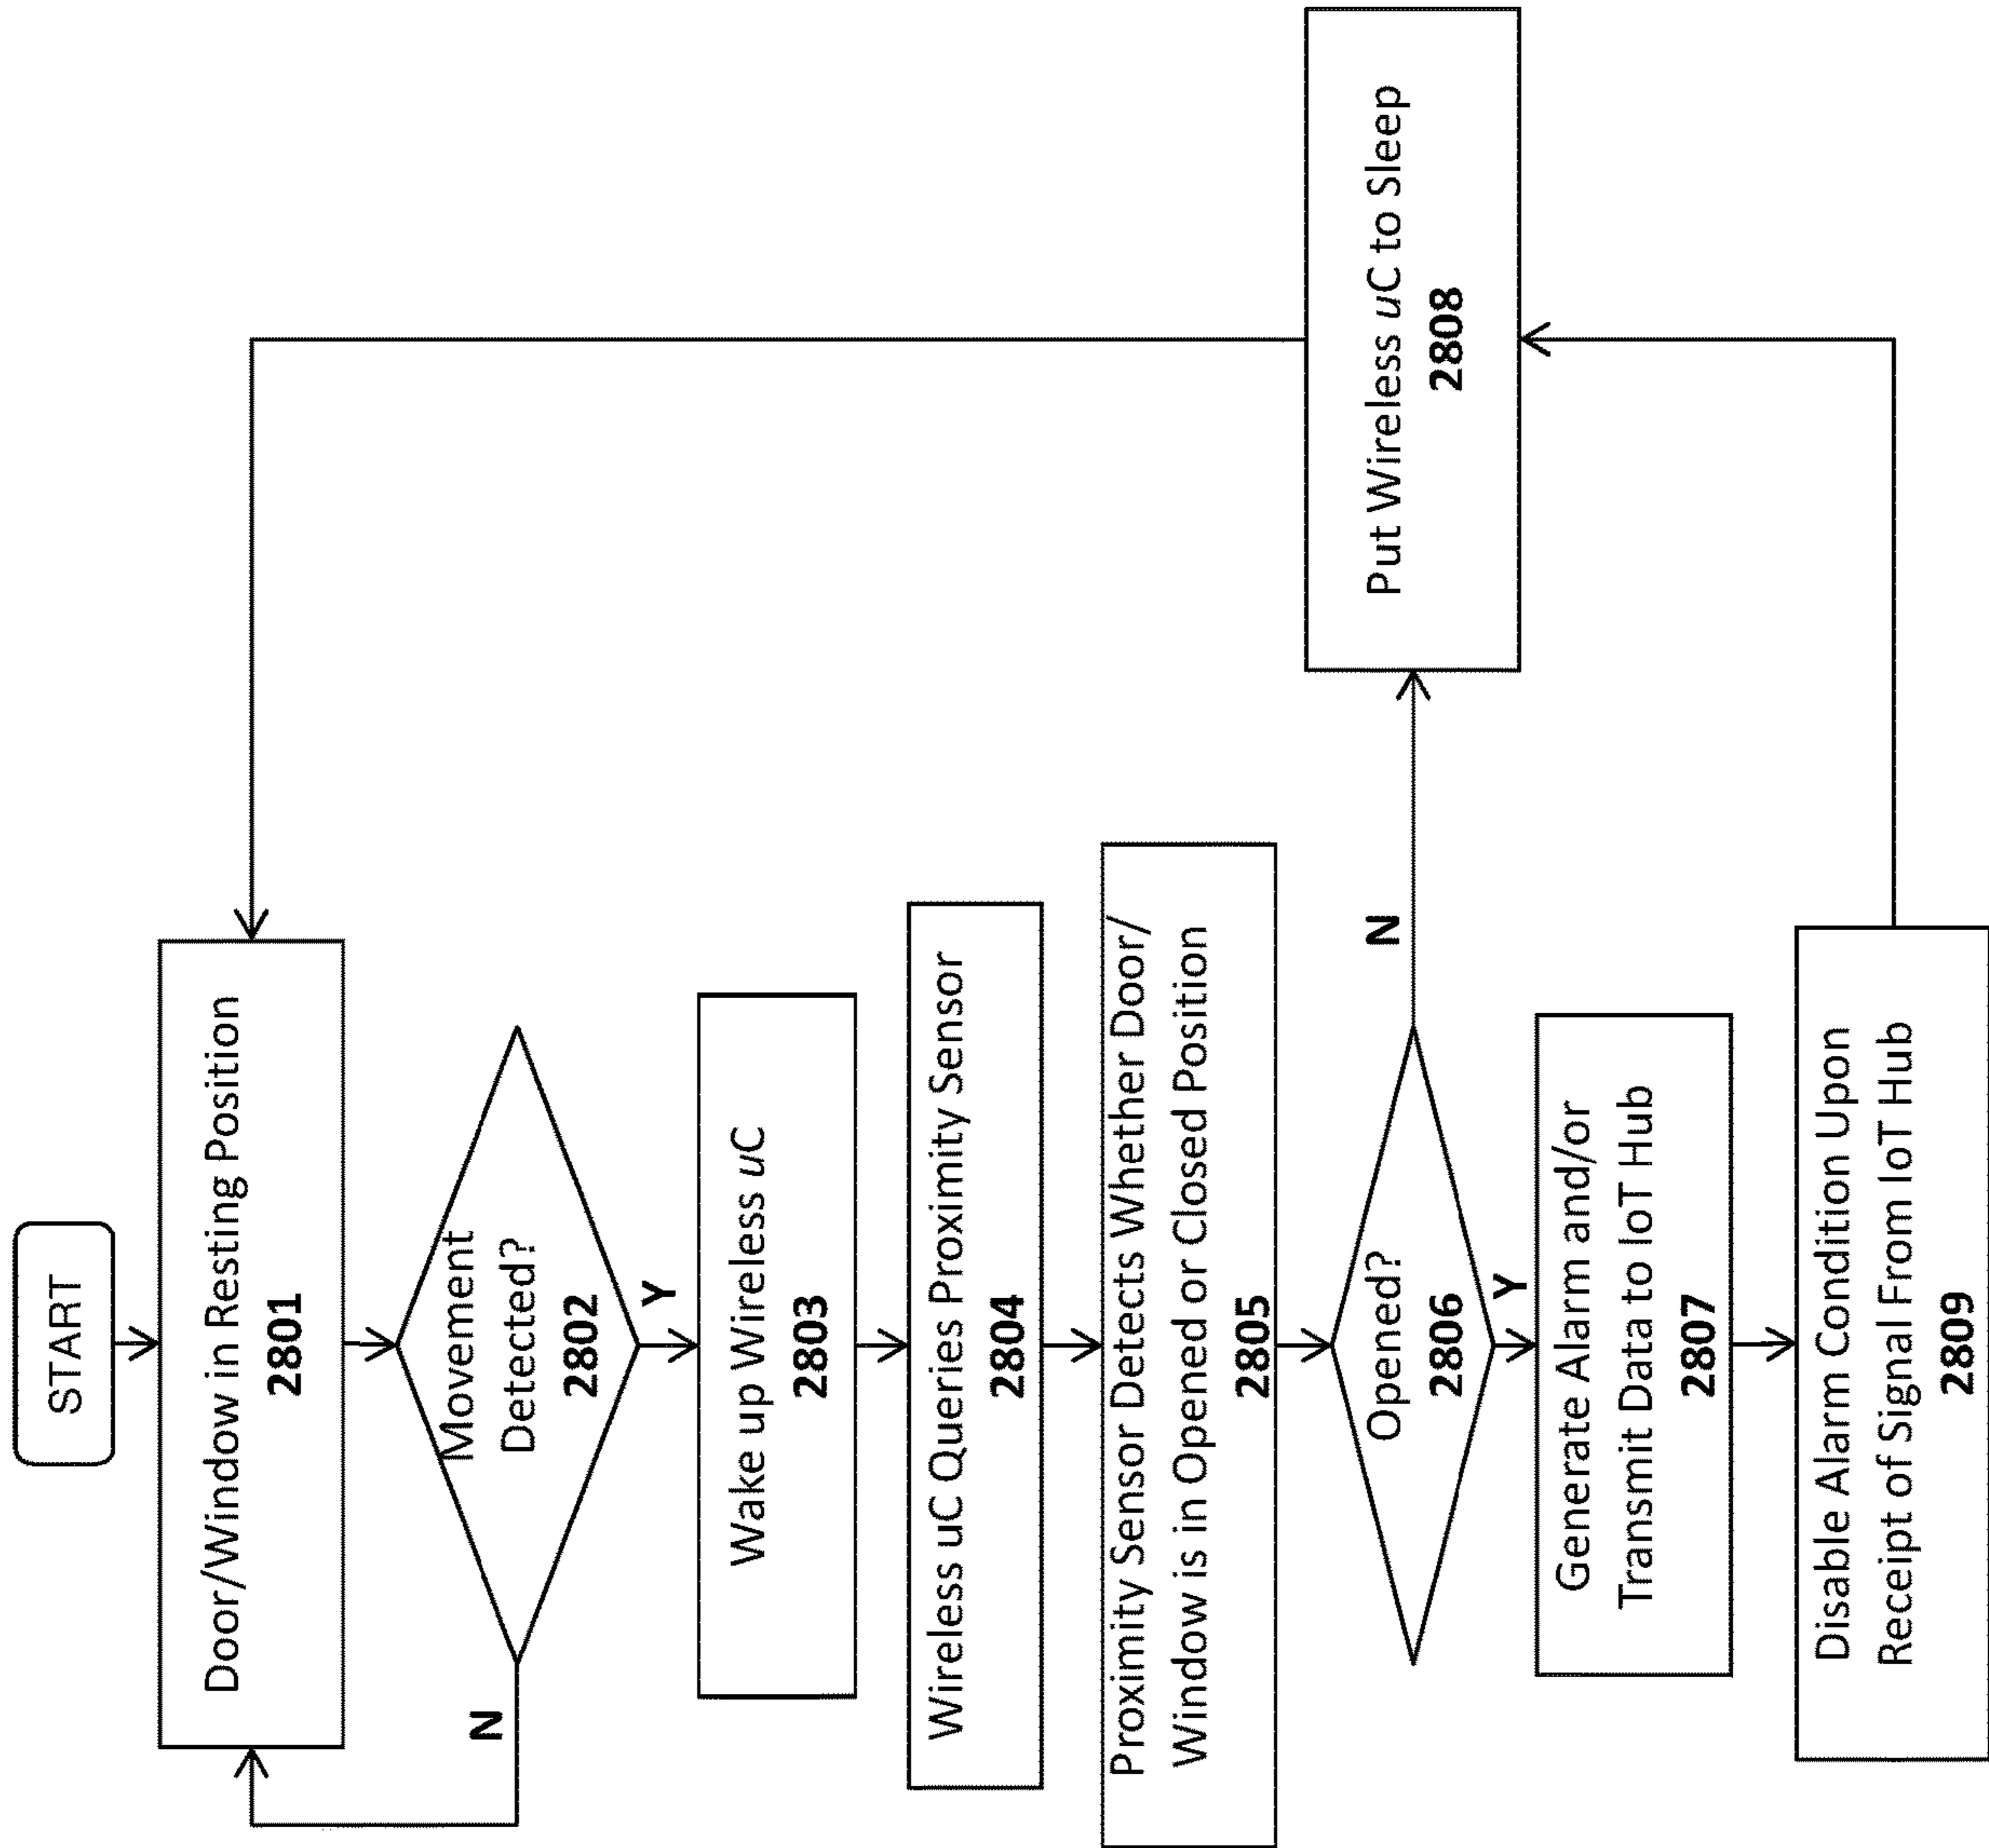 START
Door/Window in Resting Position
2801
Movement
Detected?
2802
N
Y
Wake up Wireless uC
2803
Wireless uC Queries Proximity Sensor
2804
Proximity Sensor Detects Whether Door/
Window is in Opened or Closed Position
2805
Opened?
2806
N
Y
Put Wireless uC to Sleep
2808
Generate Alarm and/or
Transmit Data to IoT Hub
2807
Disable Alarm Condition Upon
Receipt of Signal From IoT Hub
2809